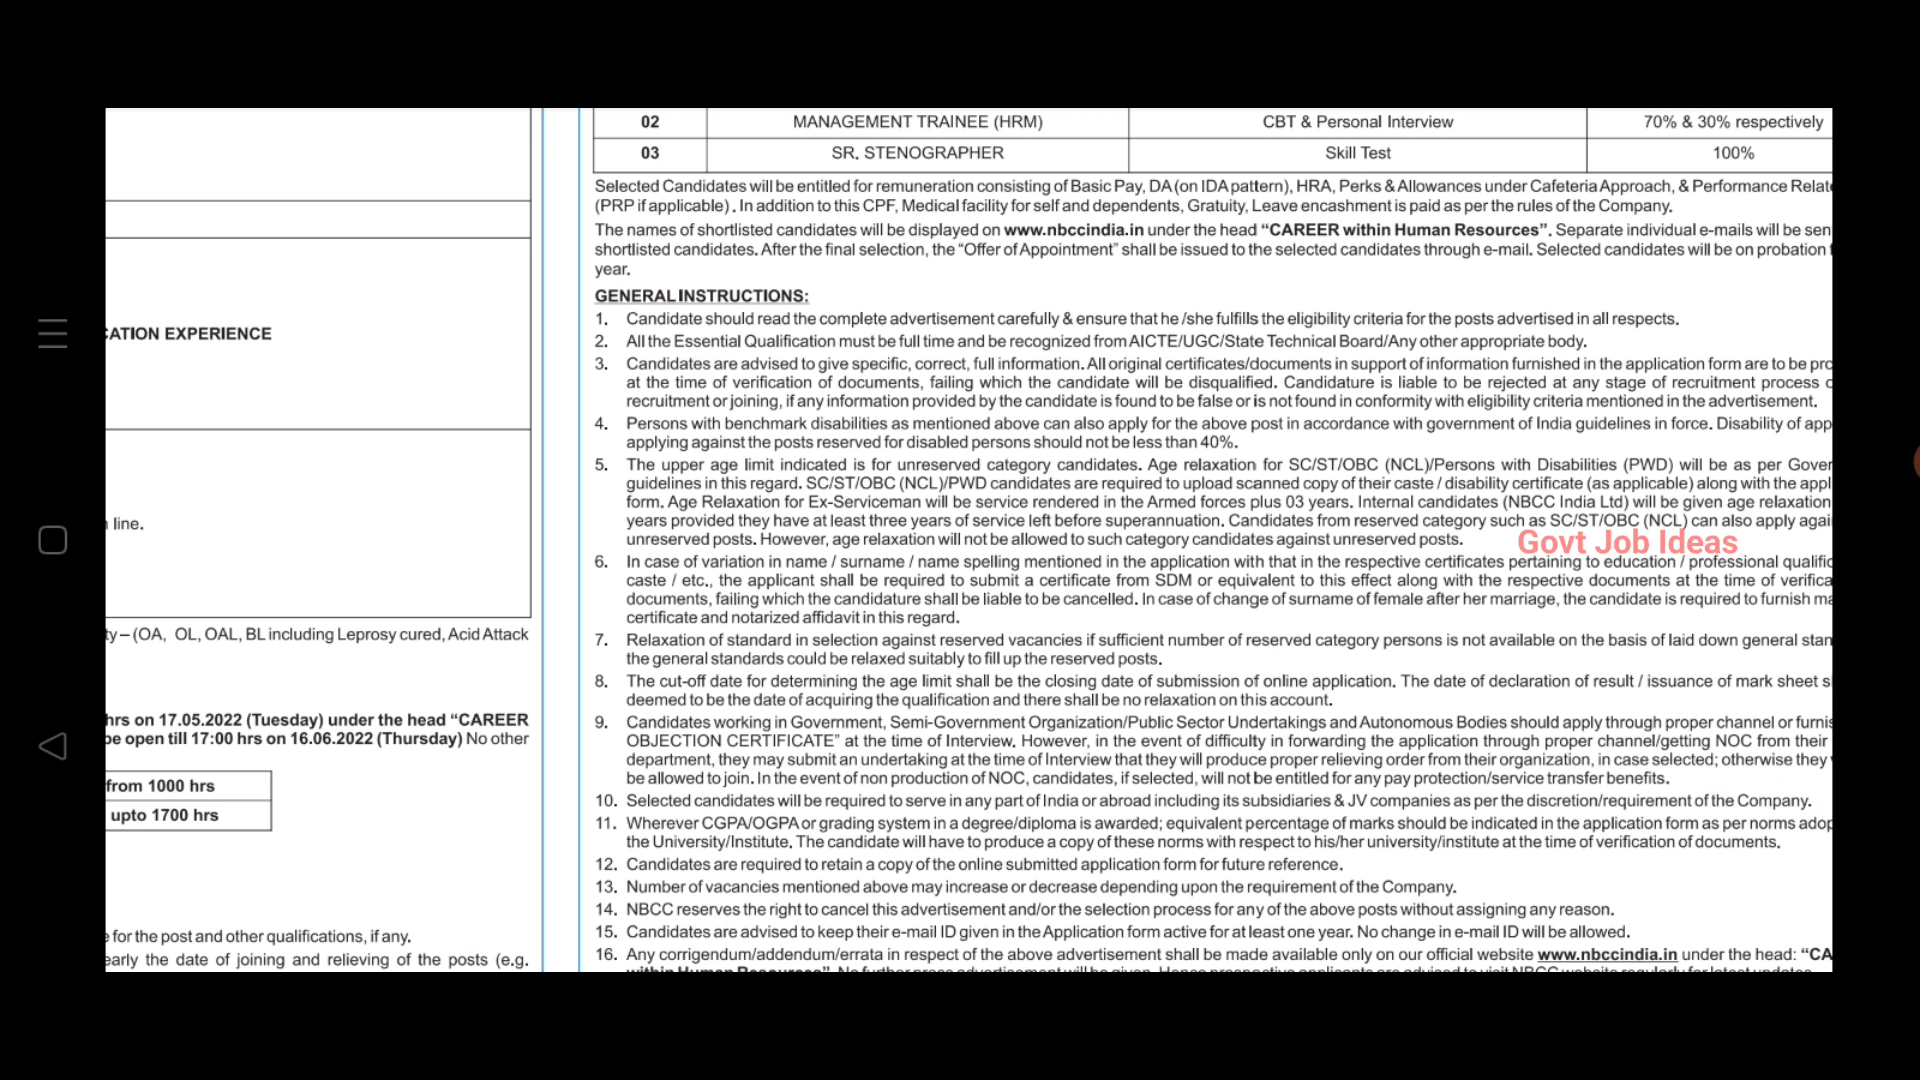 CATION EXPERIENCE
line.
ty – (OA, OL, OAL, BL including Leprosy cured, Acid Attack
hrs on 17.05.2022 (Tuesday) under the head “CAREER
be open till 17:00 hrs on 16.06.2022 (Thursday) No other
from 1000 hrs
upto 1700 hrs
for the post and other qualifications, if any.
early the date of joining and relieving of the posts (e.g.
02 MANAGEMENT TRAINEE (HRM) CBT & Personal Interview 70% & 30% respectively
03 SR. STENOGRAPHER Skill Test 100%
Selected Candidates will be entitled for remuneration consisting of Basic Pay, DA (on IDA pattern), HRA, Perks & Allowances under Cafeteria Approach, & Performance Relat
(PRP if applicable). In addition to this CPF, Medical facility for self and dependents, Gratuity, Leave encashment is paid as per the rules of the Company.
The names of shortlisted candidates will be displayed on www.nbccindia.in under the head “CAREER within Human Resources”. Separate individual e-mails will be sen
shortlisted candidates. After the final selection, the “Offer of Appointment” shall be issued to the selected candidates through e-mail. Selected candidates will be on probation
year.
GENERAL INSTRUCTIONS:
1. Candidate should read the complete advertisement carefully & ensure that he /she fulfills the eligibility criteria for the posts advertised in all respects.
2. All the Essential Qualification must be full time and be recognized from AICTE/UGC/State Technical Board/Any other appropriate body.
3. Candidates are advised to give specific, correct, full information. All original certificates/documents in support of information furnished in the application form are to be pro
at the time of verification of documents, failing which the candidate will be disqualified. Candidature is liable to be rejected at any stage of recruitment process
recruitment or joining, if any information provided by the candidate is found to be false or is not found in conformity with eligibility criteria mentioned in the advertisement.
4. Persons with benchmark disabilities as mentioned above can also apply for the above post in accordance with government of India guidelines in force. Disability of app
applying against the posts reserved for disabled persons should not be less than 40%.
5. The upper age limit indicated is for unreserved category candidates. Age relaxation for SC/ST/OBC (NCL)/Persons with Disabilities (PWD) will be as per Gover
guidelines in this regard. SC/ST/OBC (NCL)/PWD candidates are required to upload scanned copy of their caste / disability certificate (as applicable) along with the appl
form. Age Relaxation for Ex-Serviceman will be service rendered in the Armed forces plus 03 years. Internal candidates (NBCC India Ltd) will be given age relaxation
years provided they have at least three years of service left before superannuation. Candidates from reserved category such as SC/ST/OBC (NCL) can also apply agai
unreserved posts. However, age relaxation will not be allowed to such category candidates against unreserved posts.
Govt Job Ideas
6. In case of variation in name / surname / name spelling mentioned in the application with that in the respective certificates pertaining to education / professional qualific
caste / etc., the applicant shall be required to submit a certificate from SDM or equivalent to this effect along with the respective documents at the time of verifica
documents, failing which the candidature shall be liable to be cancelled. In case of change of surname of female after her marriage, the candidate is required to furnish ma
certificate and notarized affidavit in this regard.
7. Relaxation of standard in selection against reserved vacancies if sufficient number of reserved category persons is not available on the basis of laid down general stan
the general standards could be relaxed suitably to fill up the reserved posts.
8. The cut-off date for determining the age limit shall be the closing date of submission of online application. The date of declaration of result / issuance of mark sheet s
deemed to be the date of acquiring the qualification and there shall be no relaxation on this account.
9. Candidates working in Government, Semi-Government Organization/Public Sector Undertakings and Autonomous Bodies should apply through proper channel or furnis
OBJECTION CERTIFICATE” at the time of Interview. However, in the event of difficulty in forwarding the application through proper channel/getting NOC from their
department, they may submit an undertaking at the time of Interview that they will produce proper relieving order from their organization, in case selected; otherwise they
be allowed to join. In the event of non production of NOC, candidates, if selected, will not be entitled for any pay protection/service transfer benefits.
10. Selected candidates will be required to serve in any part of India or abroad including its subsidiaries & JV companies as per the discretion/requirement of the Company.
11. Wherever CGPA/OGPA or grading system in a degree/diploma is awarded; equivalent percentage of marks should be indicated in the application form as per norms adop
the University/Institute. The candidate will have to produce a copy of these norms with respect to his/her university/institute at the time of verification of documents.
12. Candidates are required to retain a copy of the online submitted application form for future reference.
13. Number of vacancies mentioned above may increase or decrease depending upon the requirement of the Company.
14. NBCC reserves the right to cancel this advertisement and/or the selection process for any of the above posts without assigning any reason.
15. Candidates are advised to keep their e-mail ID given in the Application form active for at least one year. No change in e-mail ID will be allowed.
16. Any corrigendum/addendum/errata in respect of the above advertisement shall be made available only on our official website www.nbccindia.in under the head: “CA